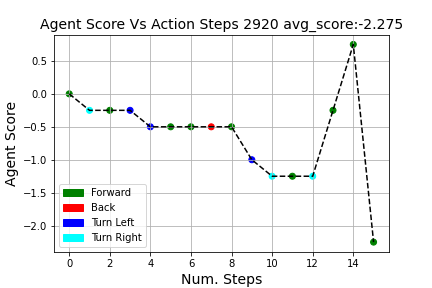 Agent Score Vs Action Steps 2920 avg_score:-2.275
Agent Score
0.5
0.0
−0.5
−1.0
−1.5
−2.0
Forward
Back
Turn Left
Turn Right
0 2 4 6 8 10 12 14
Num. Steps